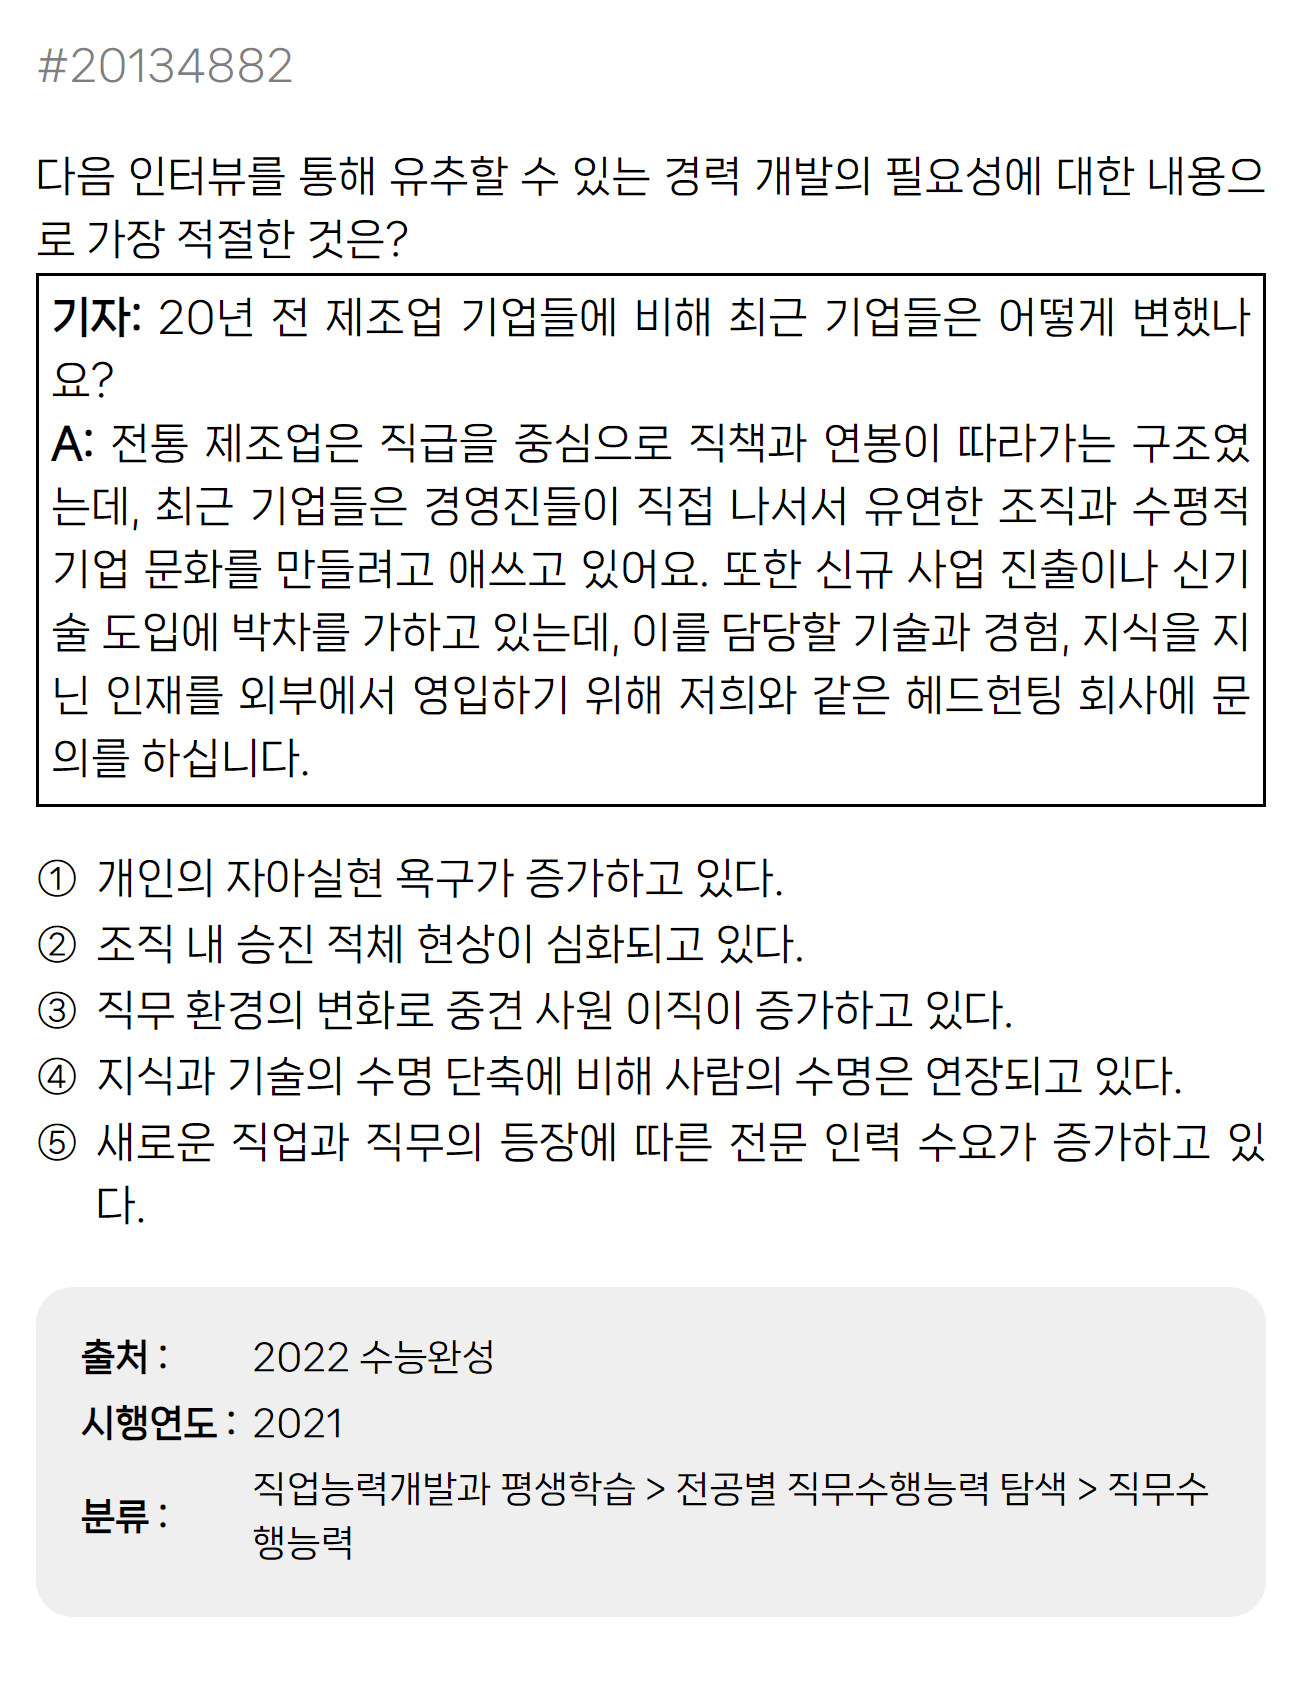 #20134882
다음 인터뷰를 통해 유추할 수 있는 경력 개발의 필요성에 대한 내용으
로 가장 적절한 것은?
기자: 20년 전 제조업 기업들에 비해 최근 기업들은 어떻게 변했나
요?
A: 전통 제조업은 직급을 중심으로 직책과 연봉이 따라가는 구조였
는데, 최근 기업들은 경영진들이 직접 나서서 유연한 조직과 수평적
기업 문화를 만들려고 애쓰고 있어요. 또한 신규 사업 진출이나 신기
술 도입에 박차를 가하고 있는데, 이를 담당할 기술과 경험, 지식을 지
닌 인재를 외부에서 영입하기 위해 저희와 같은 헤드헌팅 회사에 문
의를 하십니다.
① 개인의 자아실현 욕구가 증가하고 있다.
② 조직 내 승진 적체 현상이 심화되고 있다.
③ 직무 환경의 변화로 중견 사원 이직이 증가하고 있다.
④ 지식과 기술의 수명 단축에 비해 사람의 수명은 연장되고 있다.
⑤ 새로운 직업과 직무의 등장에 따른 전문 인력 수요가 증가하고 있
다.
출처 : 2022 수능완성
시행연도 : 2021
분류 : 직업능력개발과 평생학습 > 전공별 직무수행능력 탐색 > 직무수
행능력